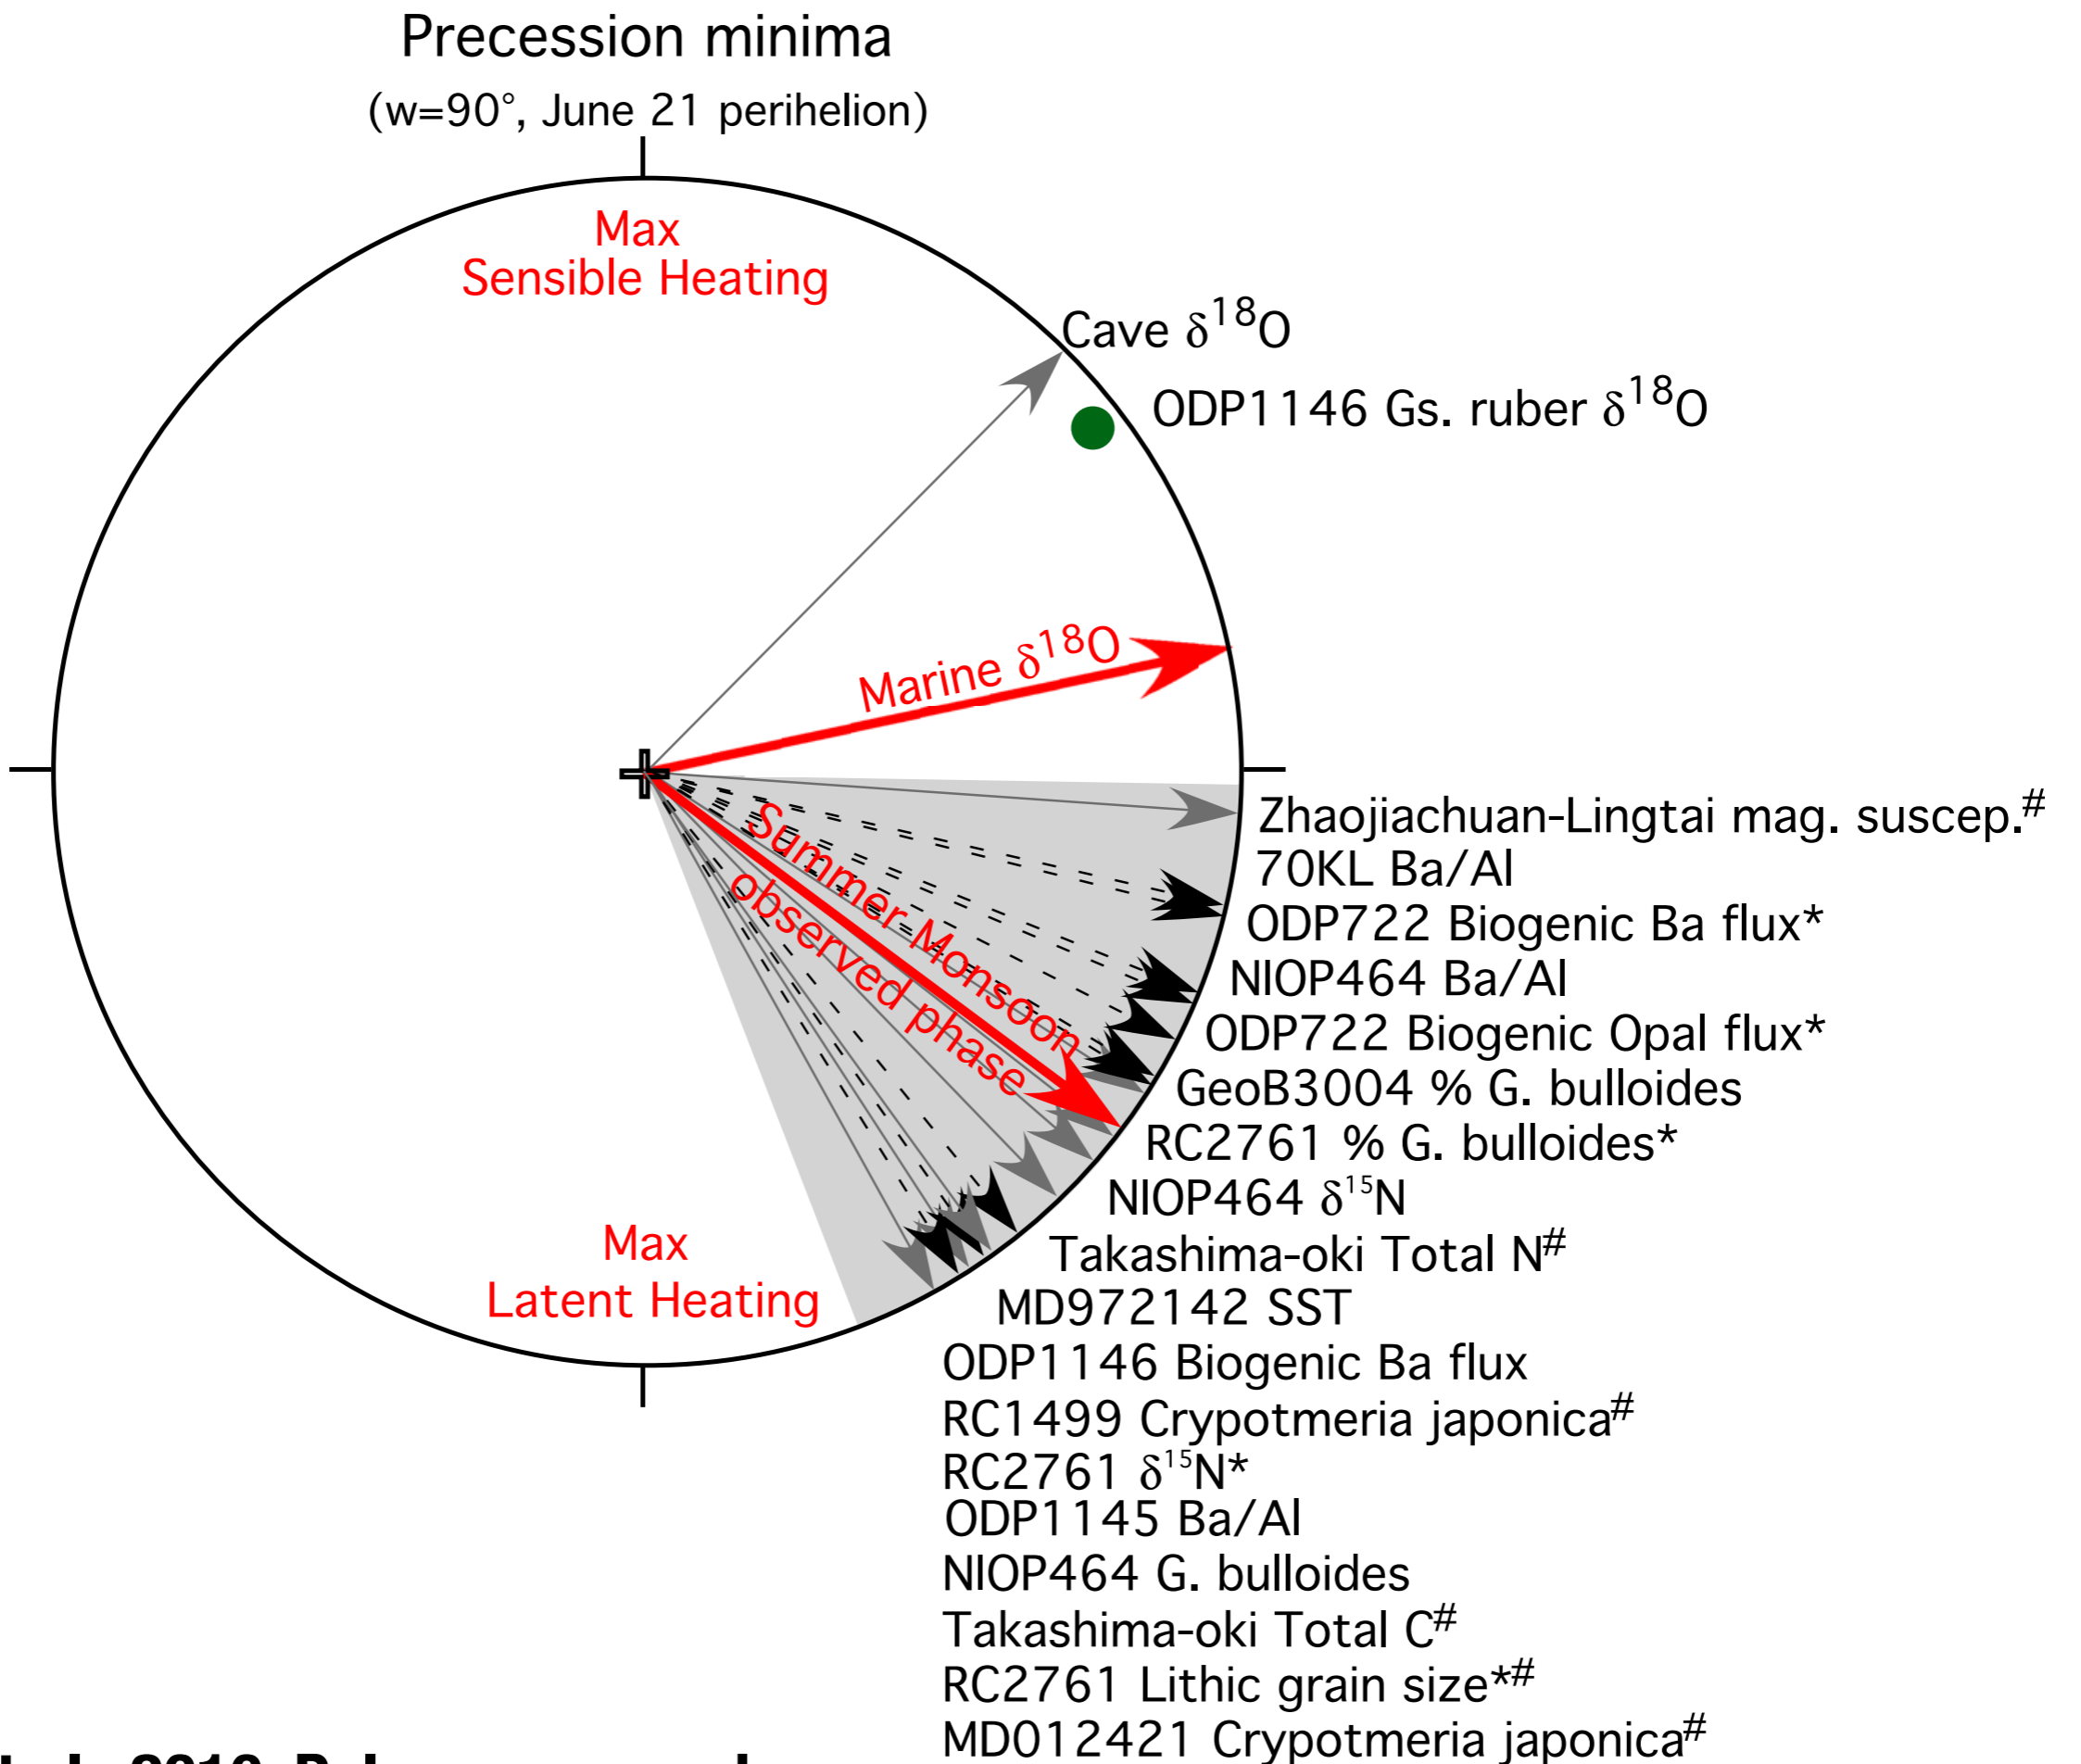 Precession minima
(w=90°, June 21 perihelion)
Max
Sensible Heating
Cave δ¹⁸O
ODP1146 Gs. ruber δ¹⁸O
Marine δ¹⁸O
Summer Monsoon
observed phase
Zhaojiachuan-Lingtai mag. suscep.#
70KL Ba/Al
ODP722 Biogenic Ba flux*
NIOP464 Ba/Al
ODP722 Biogenic Opal flux*
GeoB3004 % G. bulloides
RC2761 % G. bulloides*
NIOP464 δ¹⁵N
Takashima-oki Total N#
MD972142 SST
Max
Latent Heating
ODP1146 Biogenic Ba flux
RC1499 Crypotmeria japonica#
RC2761 δ¹⁵N*
ODP1145 Ba/Al
NIOP464 G. bulloides
Takashima-oki Total C#
RC2761 Lithic grain size*#
MD012421 Crypotmeria japonica#